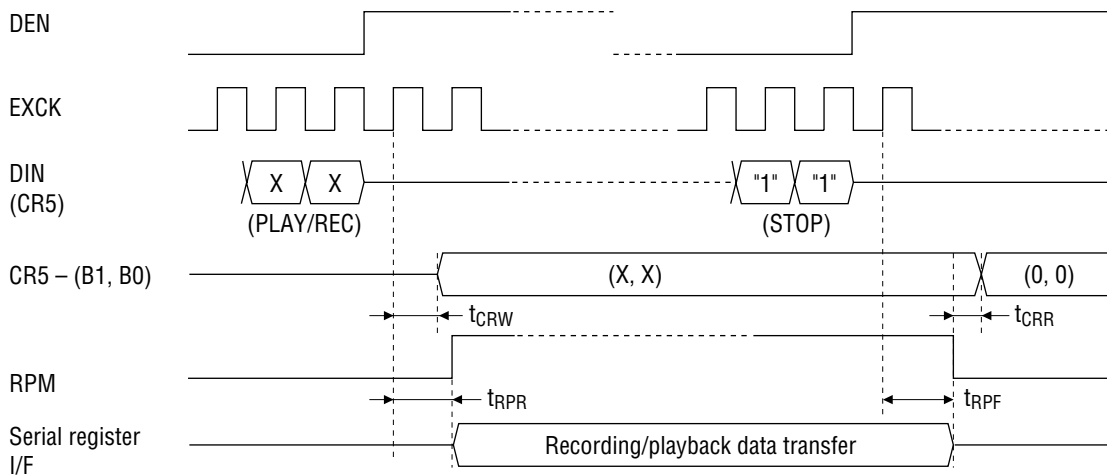 DEN
EXCK
DIN
(CR5)
X X "1" "1"
(PLAY/REC) (STOP)
CR5 – (B1, B0) (X, X) (0, 0)
tCRW tCRR
RPM
tRPR tRPF
Serial register
I/F
Recording/playback data transfer